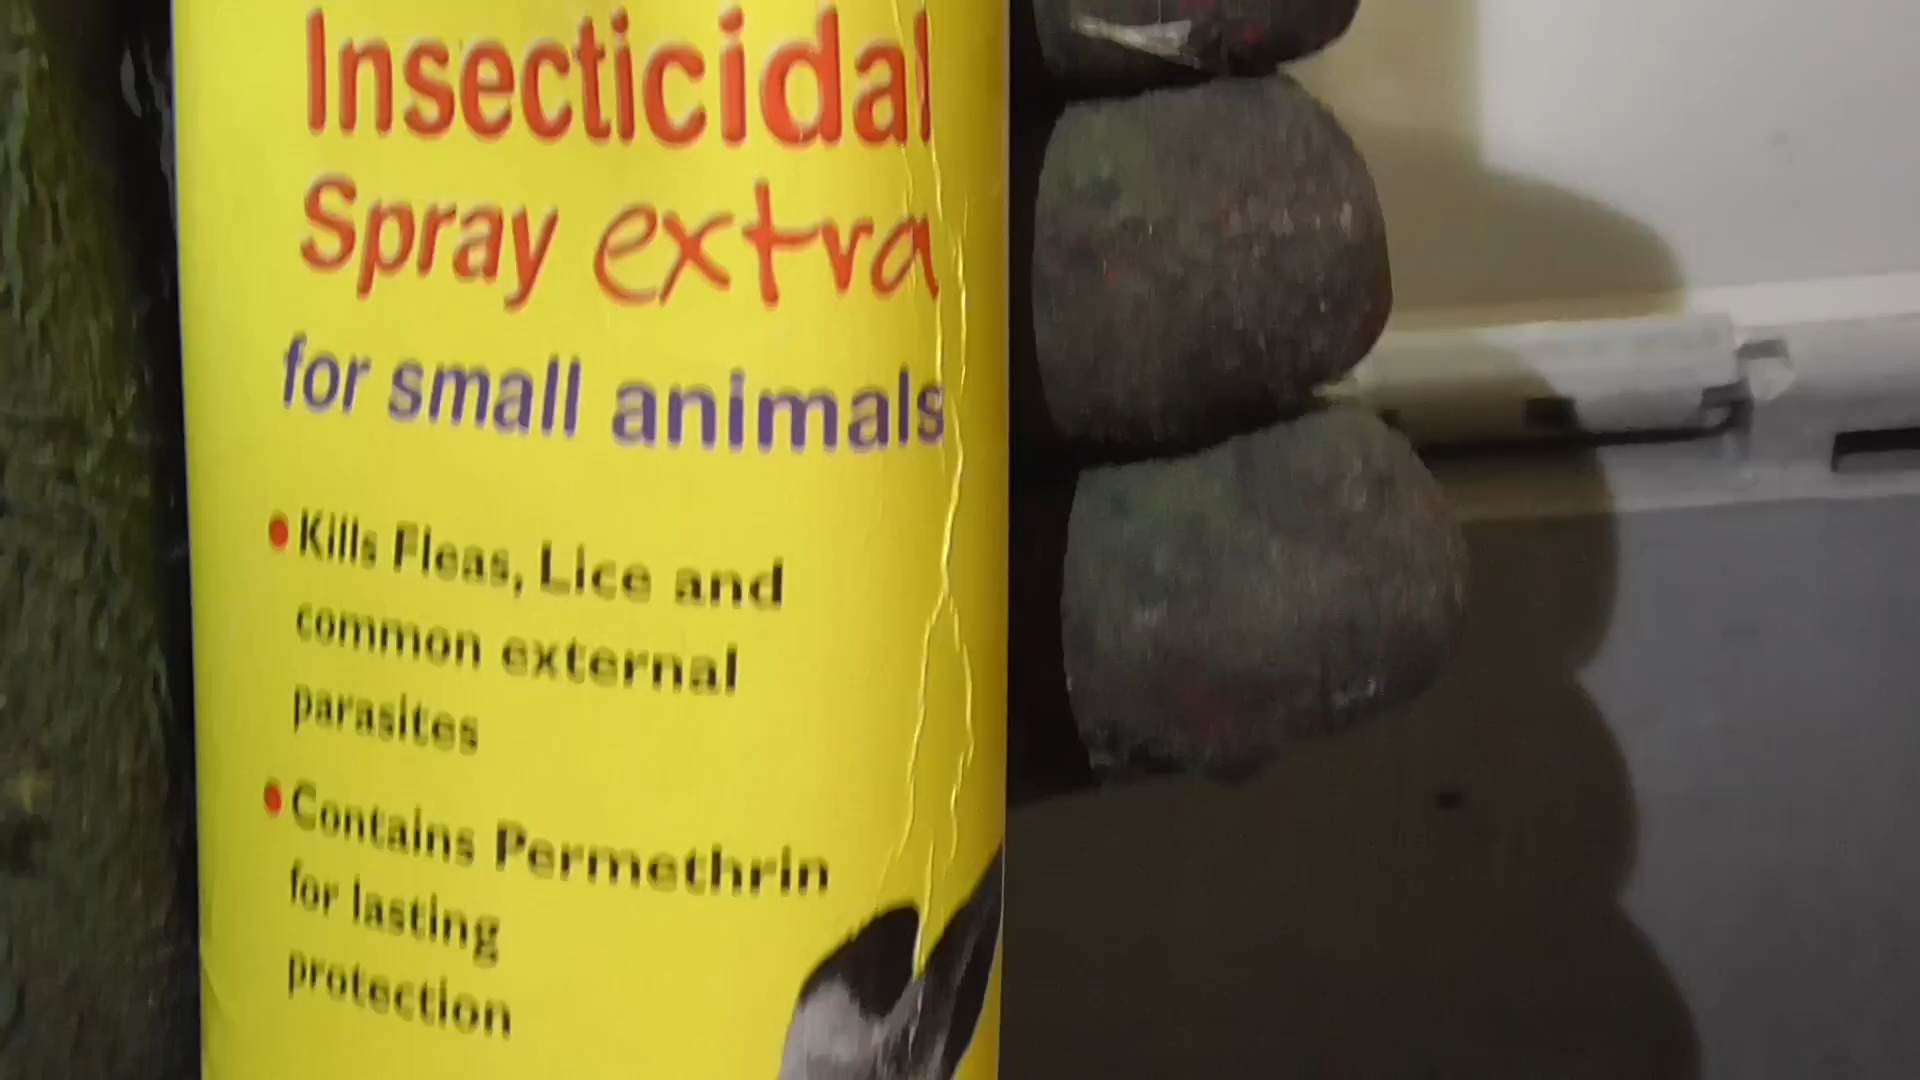 Insecticidal
Spray extra
for small animals
Kills Fleas, Lice and
common external
parasites
Contains Permethrin
for lasting
protection